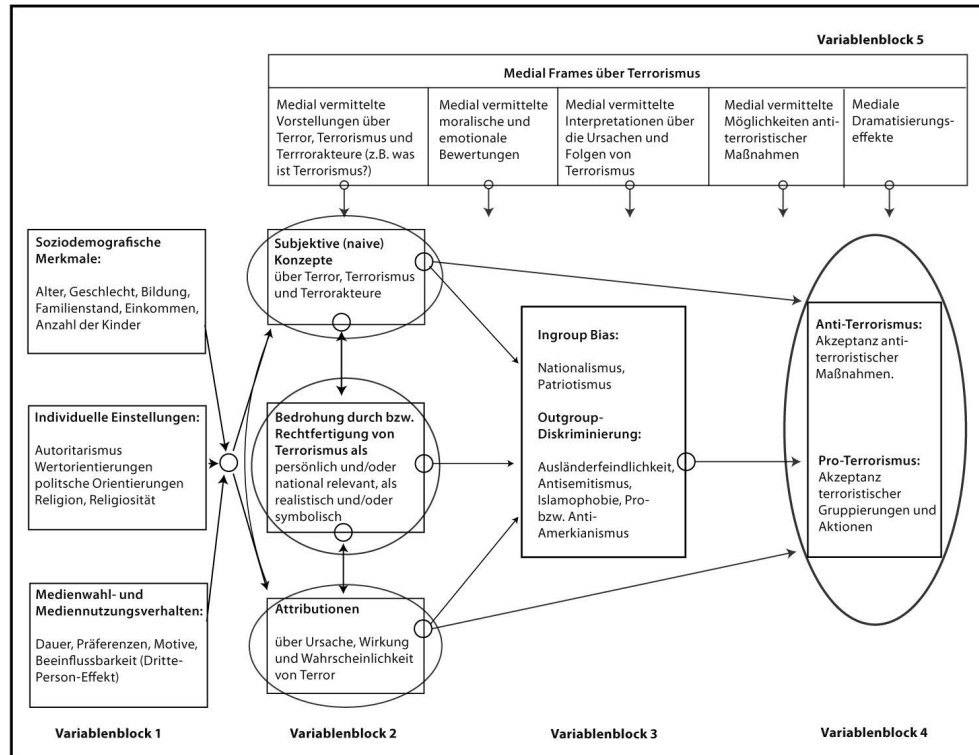 Variablenblock 5
Medial Frames über Terrorismus
Medial vermittelte
Vorstellungen über
Terror, Terrorismus und
Terrrorakteure (z.B. was
ist Terrorismus?)
Medial vermittelte
moralische und
emotionale
Bewertungen
Medial vermittelte
Interpretationen über
die Ursachen und
Folgen von
Terrorismus
Medial vermittelte
Möglichkeiten anti-
terroristischer
Maßnahmen
Mediale
Dramatisierungs-
effekte
Soziodemografische
Merkmale:
Alter, Geschlecht, Bildung,
Familienstand, Einkommen,
Anzahl der Kinder
Individuelle Einstellungen:
Autoritarismus
Wertorientierungen
politsche Orientierungen
Religion, Religiosität
Medienwahl- und
Mediennutzungsverhalten:
Dauer, Präferenzen, Motive,
Beeinflussbarkeit (Dritte-
Person-Effekt)
Variablenblock 1
Subjektive (naive)
Konzepte
über Terror, Terrorismus
und Terrorakteure
Bedrohung durch bzw.
Rechtfertigung von
Terrorismus als
persönlich und/oder
national relevant, als
realistisch und/oder
symbolisch
Attributionen
über Ursache, Wirkung
und Wahrscheinlichkeit
von Terror
Variablenblock 2
Ingroup Bias:
Nationalismus,
Patriotismus
Outgroup-
Diskriminierung:
Ausländerfeindlichkeit,
Antisemitismus,
Islamophobie, Pro-
bzw. Anti-
Amerkianismus
Variablenblock 3
Anti-Terrorismus:
Akzeptanz anti-
terroristischer
Maßnahmen.
Pro-Terrorismus:
Akzeptanz
terroristischer
Gruppierungen und
Aktionen
Variablenblock 4